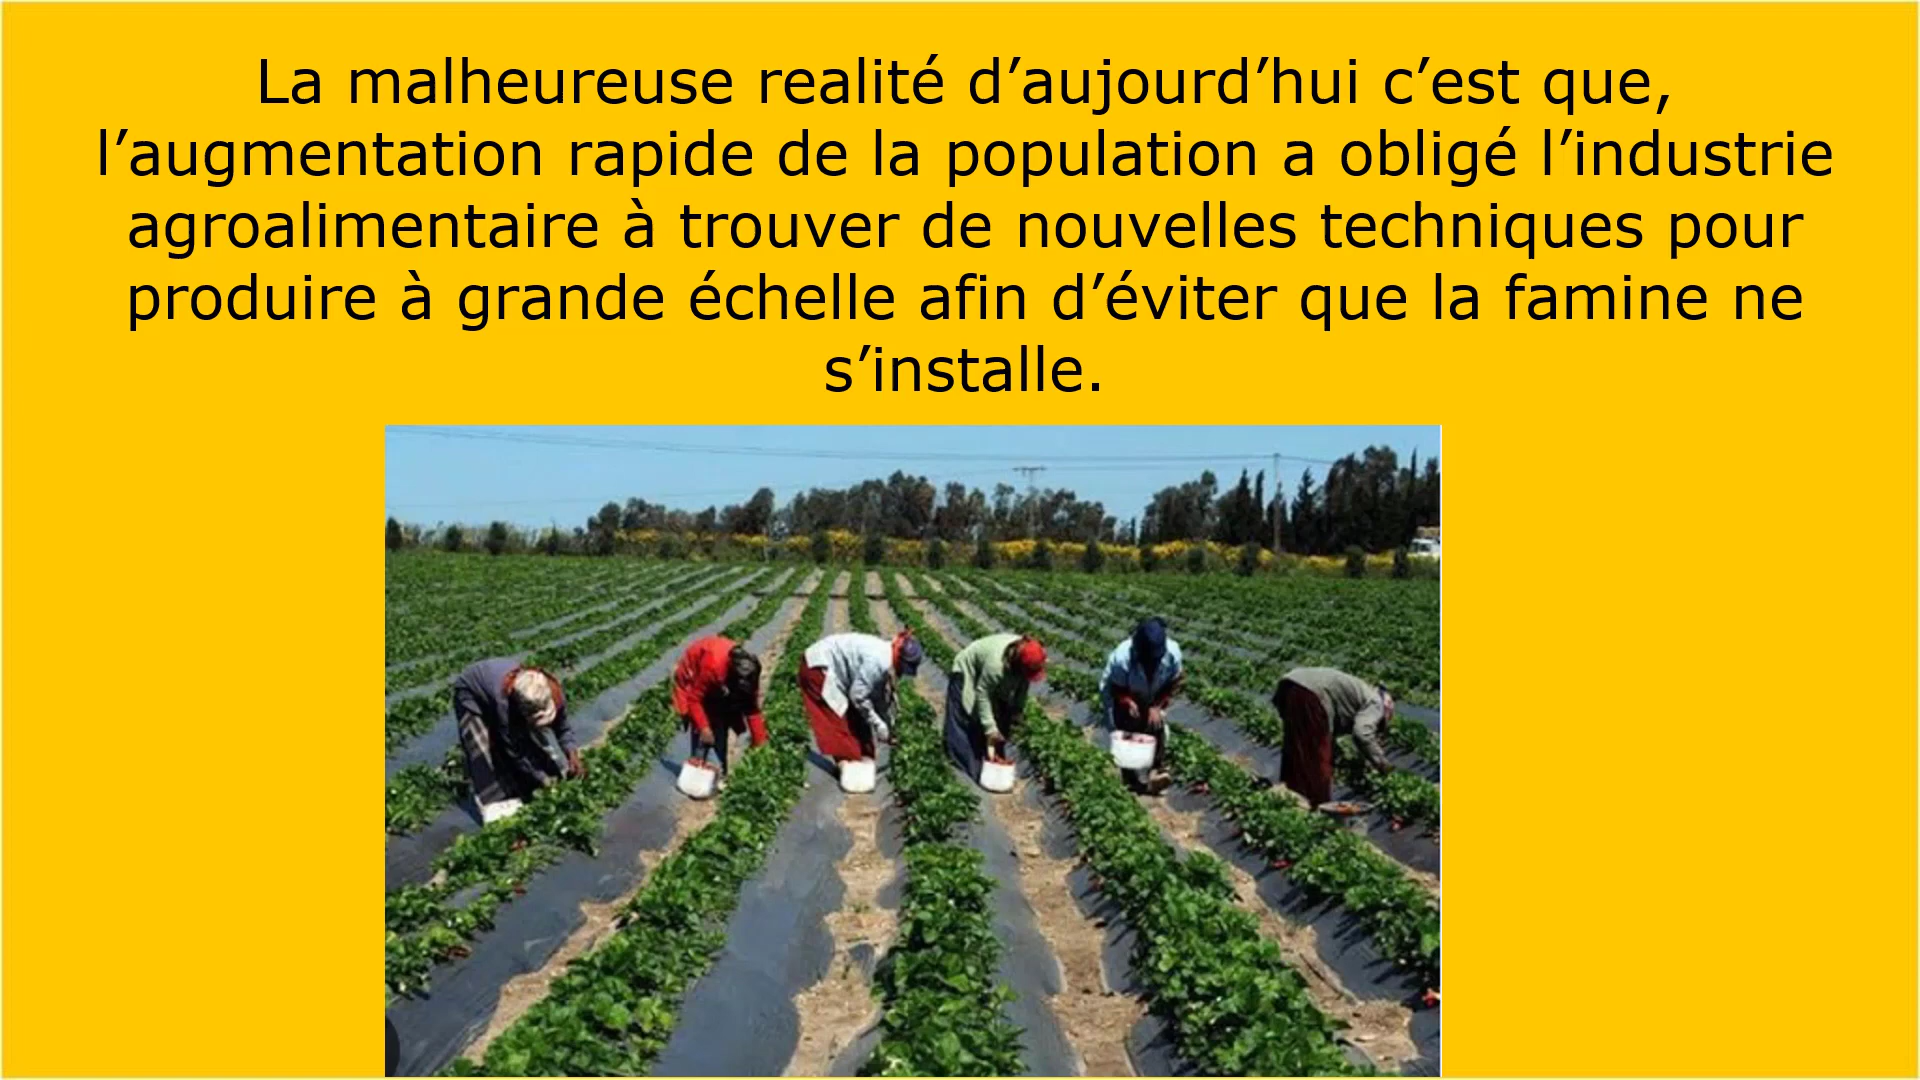 La malheureuse realité d’aujourd’hui c’est que,
l’augmentation rapide de la population a obligé l’industrie
agroalimentaire à trouver de nouvelles techniques pour
produire à grande échelle afin d’éviter que la famine ne
s’installe.